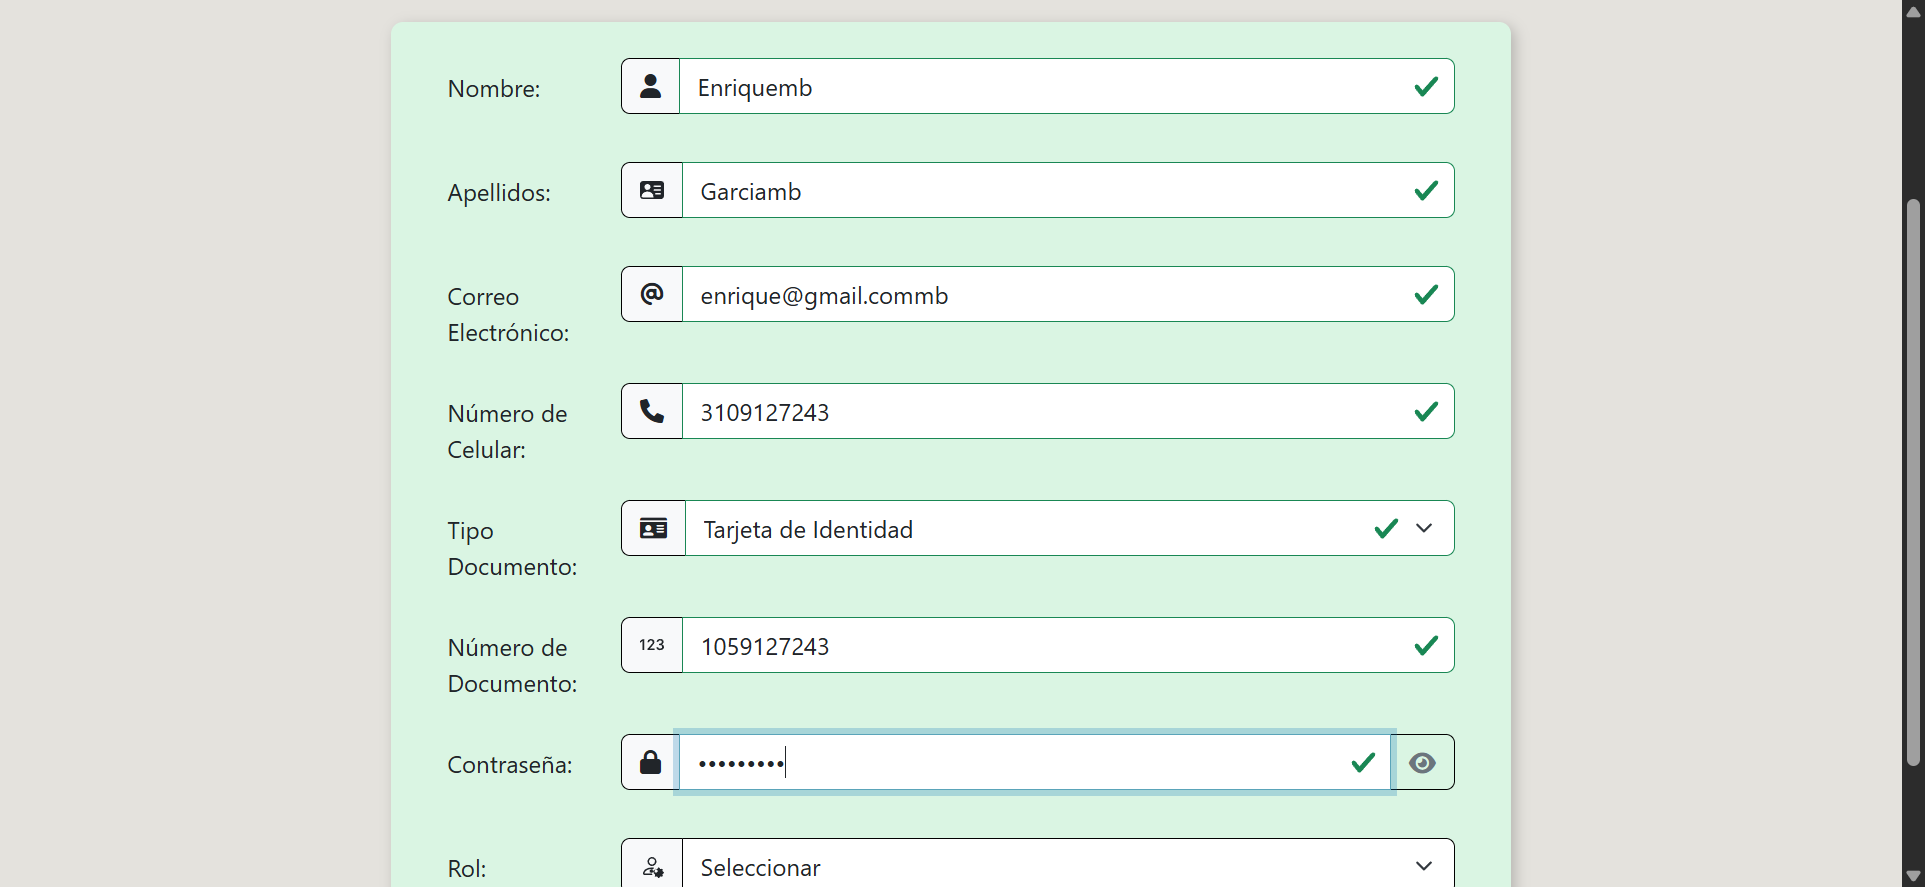 Nombre:
Enriquemb
Apellidos:
Garciamb
Correo
Electrónico:
enrique@gmail.commb
Número de
Celular:
3109127243
Tipo
Documento:
Tarjeta de Identidad
Número de
Documento:
123
1059127243
Contraseña:
•••••••••
Rol:
Seleccionar